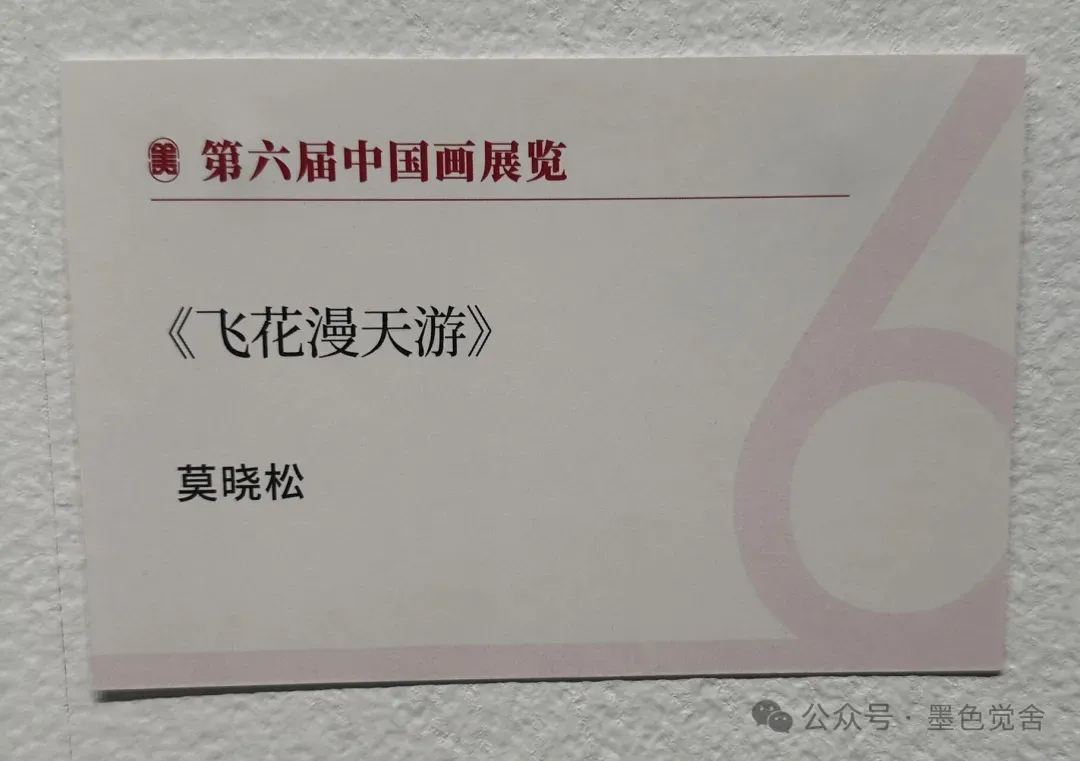 美 第六届中国画展览
《飞花漫天游》
莫晓松
6
公众号·墨色觉舍